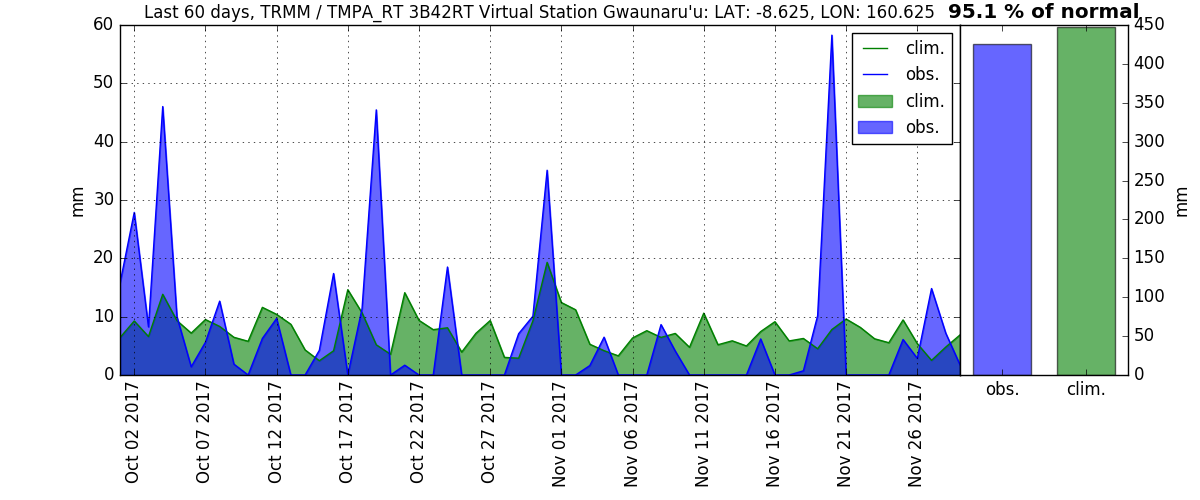 Last 60 days, TRMM / TMPA_RT 3B42RT Virtual Station Gwaunaru'u: LAT: -8.625, LON: 160.625
95.1 % of normal
60
50
40
30
20
10
0
mm
clim.
obs.
clim.
obs.
450
400
350
300
250
200
150
100
50
0
mm
obs.
clim.
Oct 02 2017
Oct 07 2017
Oct 12 2017
Oct 17 2017
Oct 22 2017
Oct 27 2017
Nov 01 2017
Nov 06 2017
Nov 11 2017
Nov 16 2017
Nov 21 2017
Nov 26 2017